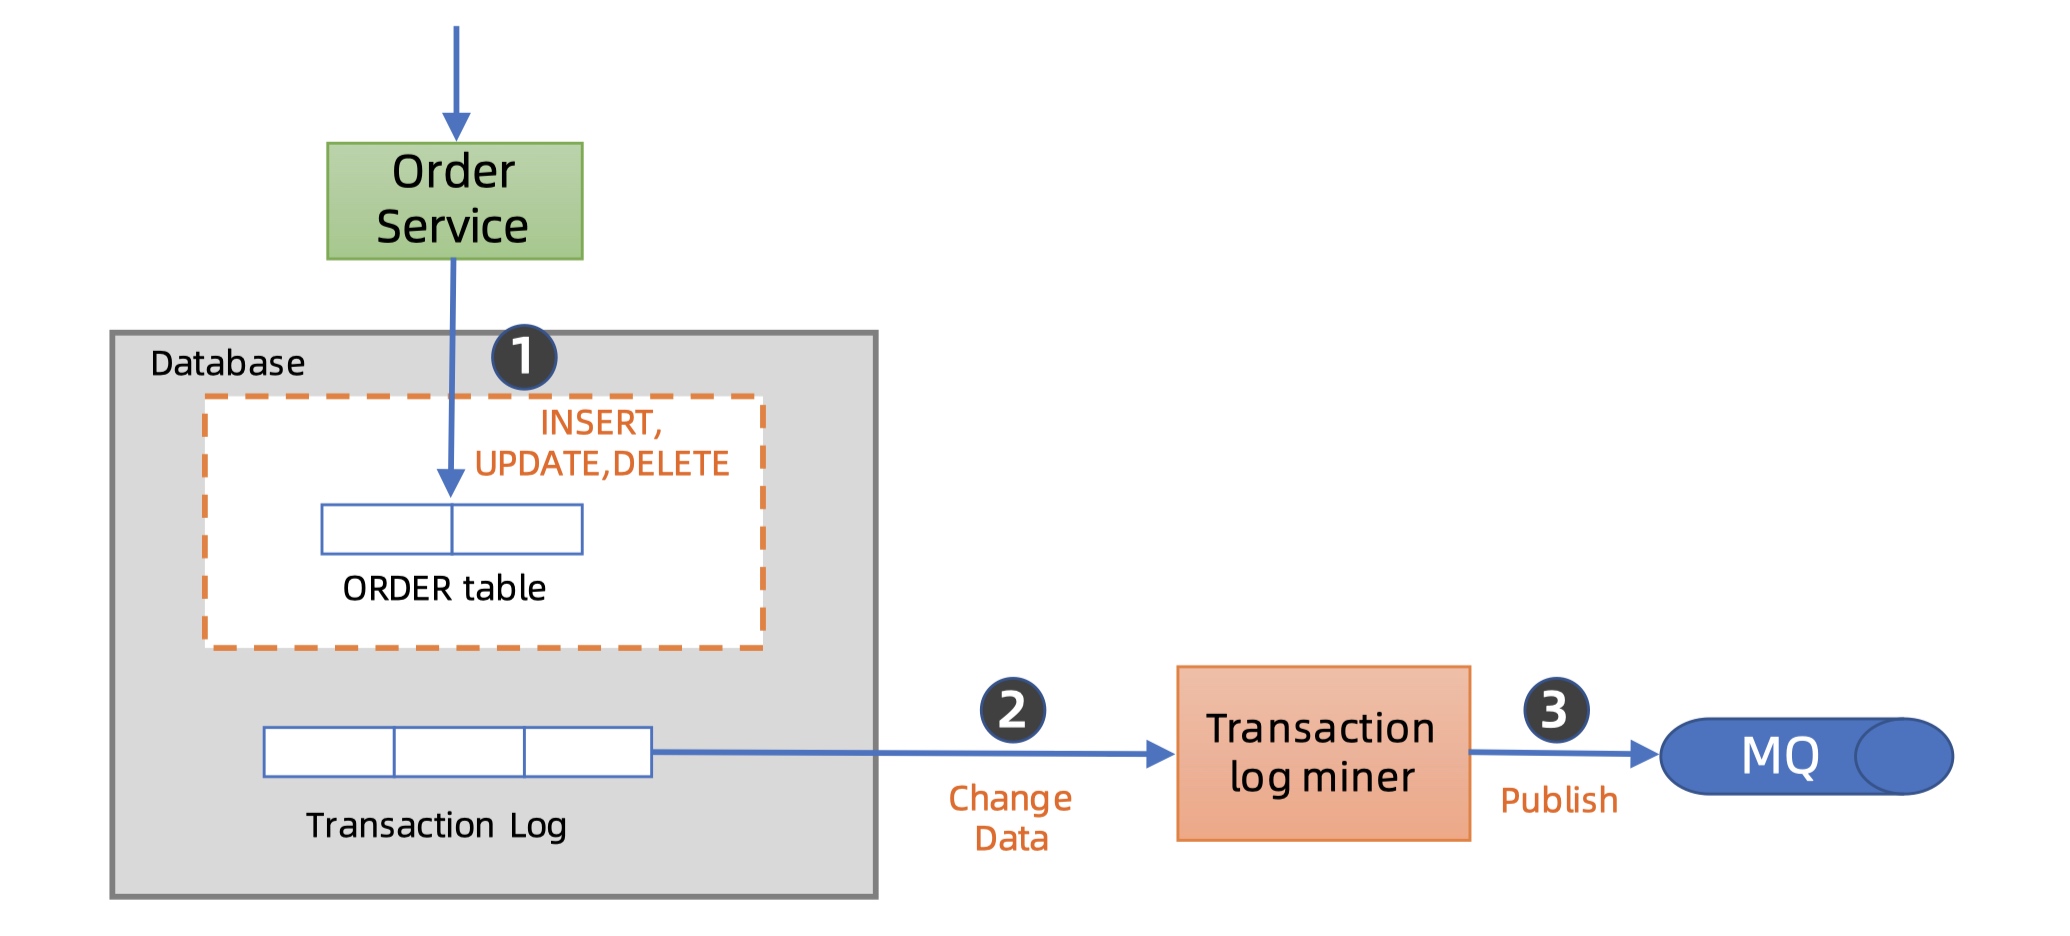 Order
Service
1
Database
INSERT,
UPDATE,DELETE
ORDER table
2
3
Transaction
log miner
MQ
Change
Data
Publish
Transaction Log